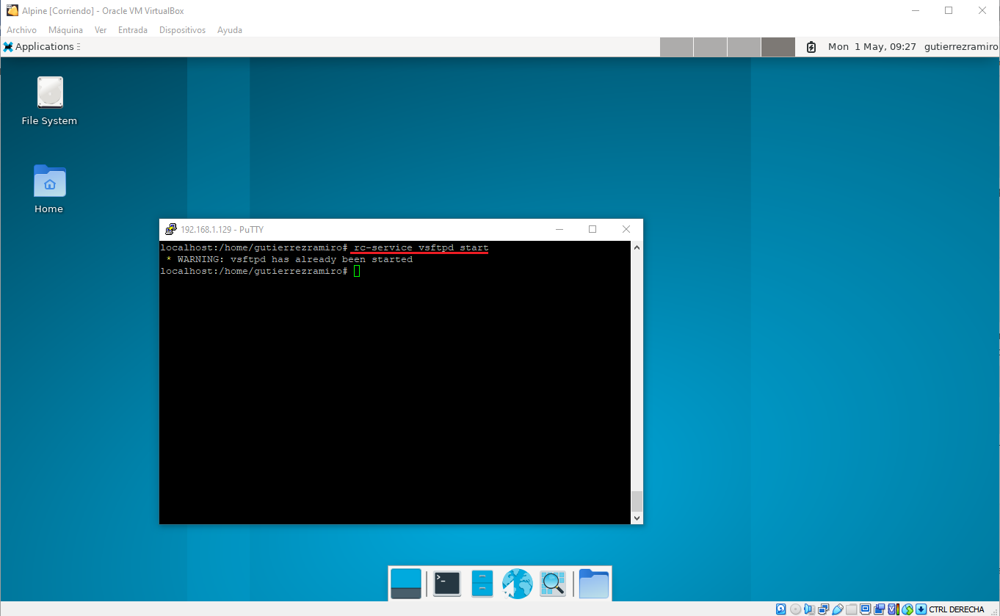 Alpine [Corriendo] - Oracle VM VirtualBox
Archivo Máquina Ver Entrada Dispositivos Ayuda
Applications Mon 1 May, 09:27 gutierrezramiro
File System
Home
192.168.1.129 - PuTTY
localhost:/home/gutierrezramiro# rc-service vsftpd start
* WARNING: vsftpd has already been started
localhost:/home/gutierrezramiro#
CTRL DERECHA